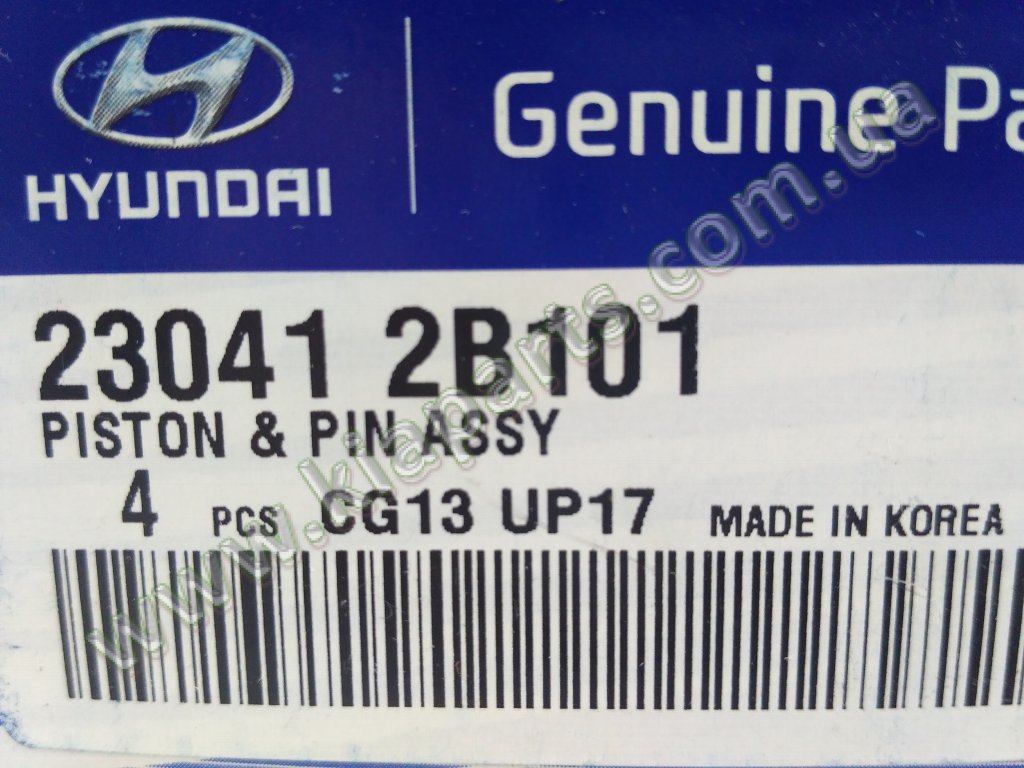 HYUNDAI
Genuine Pa
23041 2B101
PISTON & PIN ASSY
4 PCS CG13 UP17 MADE IN KOREA
www.kiaparts.com.ua